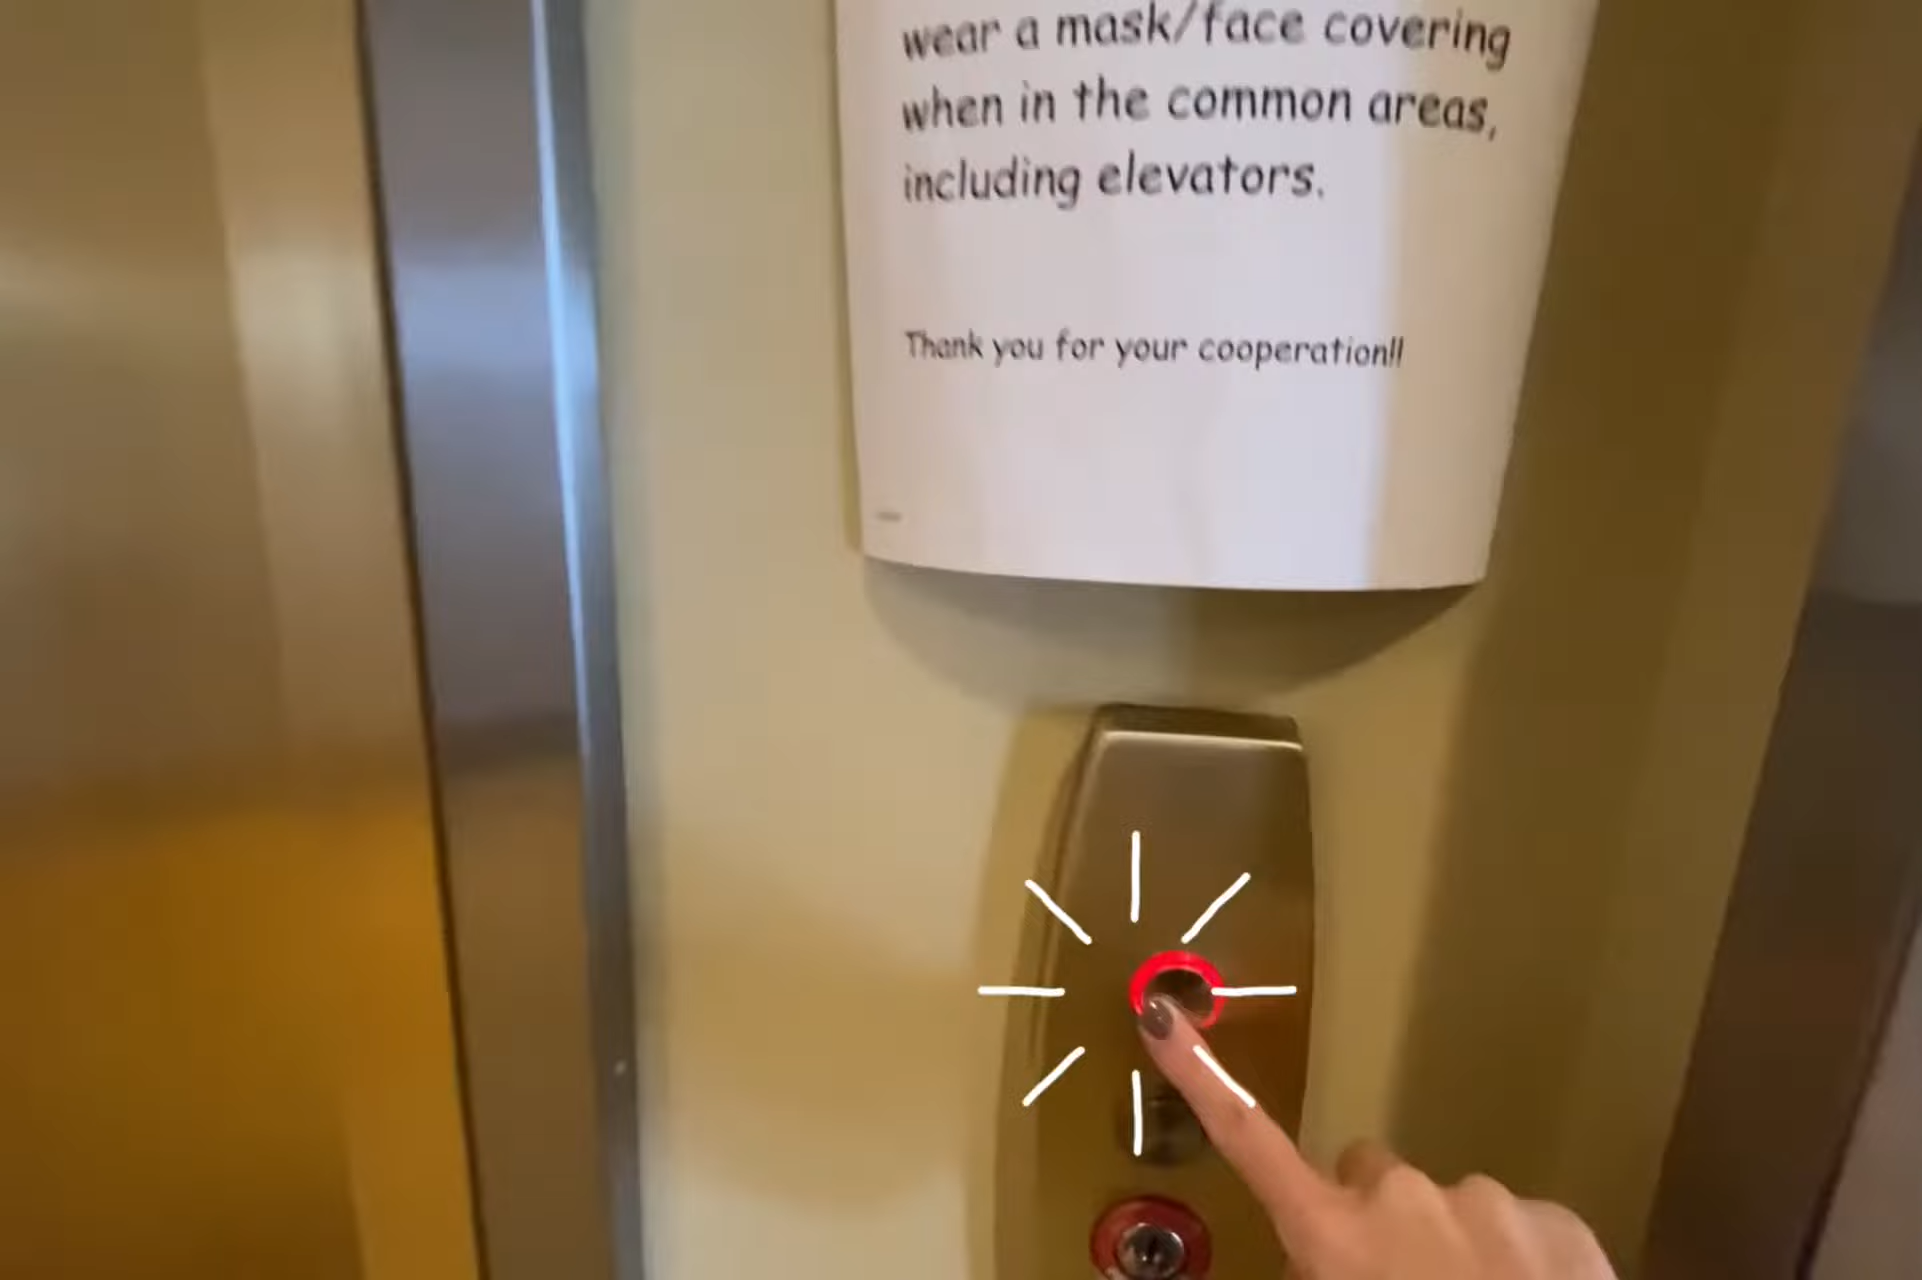 wear a mask/face covering
when in the common areas,
including elevators.
Thank you for your cooperation!!